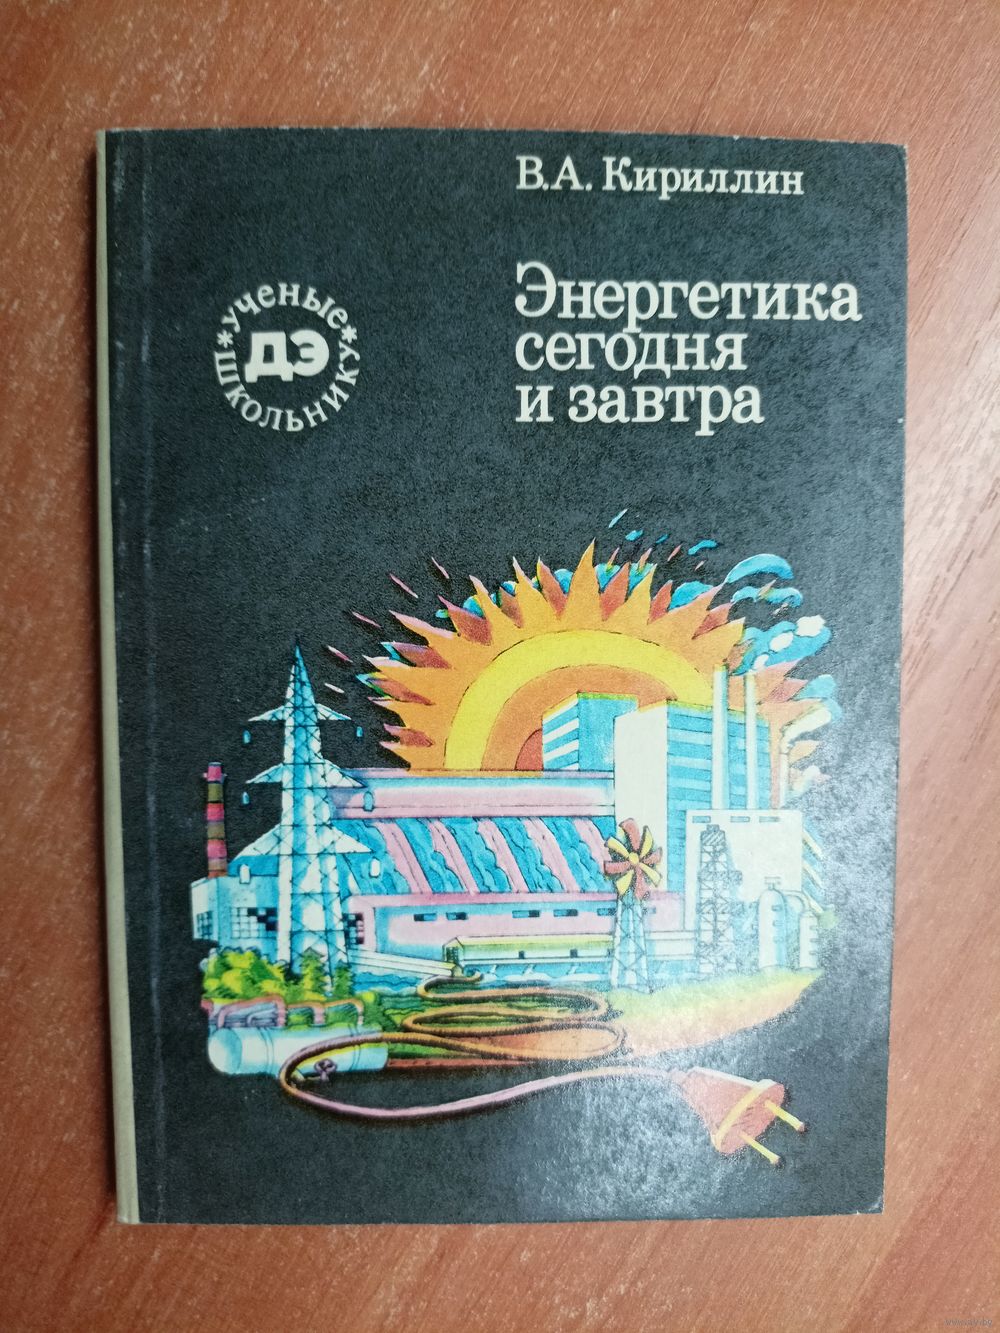 В.А. Кириллин
Энергетика
сегодня
и завтра
*ученые*
ДЭ
школьнику